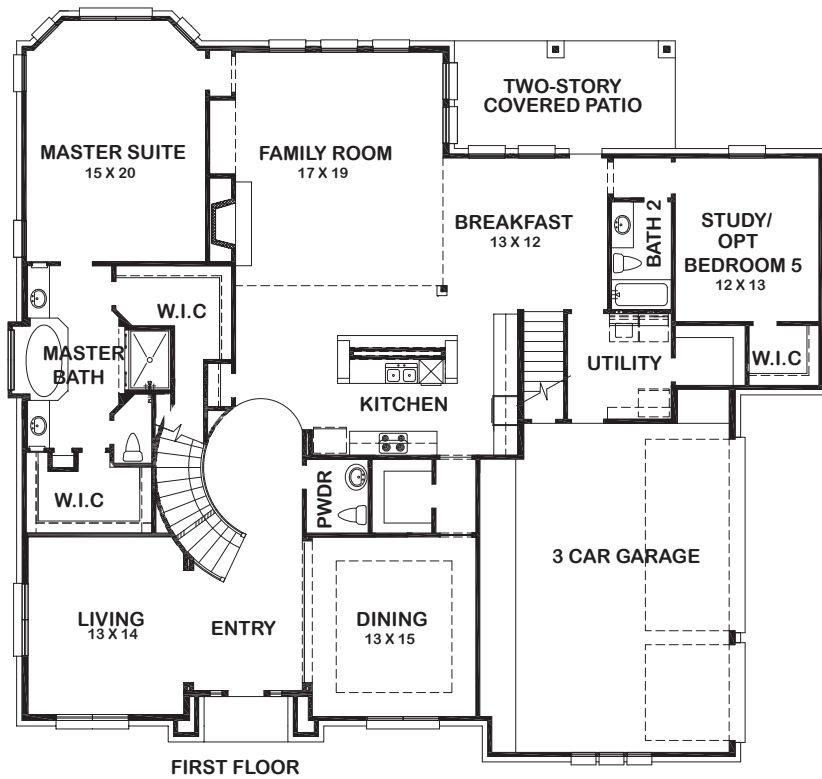 TWO-STORY
COVERED PATIO
MASTER SUITE
15 X 20
FAMILY ROOM
17 X 19
BREAKFAST
13 X 12
BATH 2
STUDY/
OPT
BEDROOM 5
12 X 13
W.I.C
MASTER
BATH
UTILITY
W.I.C
KITCHEN
W.I.C
PWDR
3 CAR GARAGE
LIVING
13 X 14
ENTRY
DINING
13 X 15
FIRST FLOOR